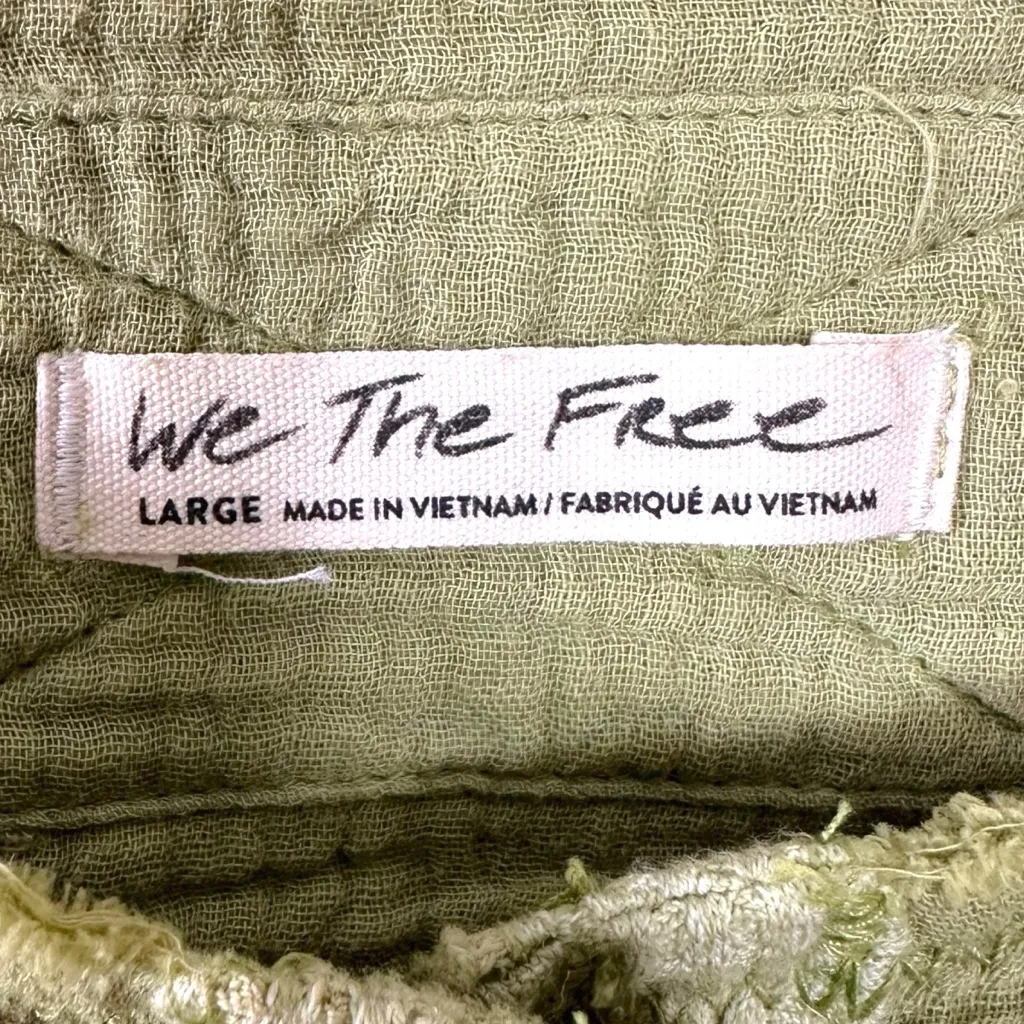 We The Free
LARGE MADE IN VIETNAM / FABRIQUÉ AU VIETNAM